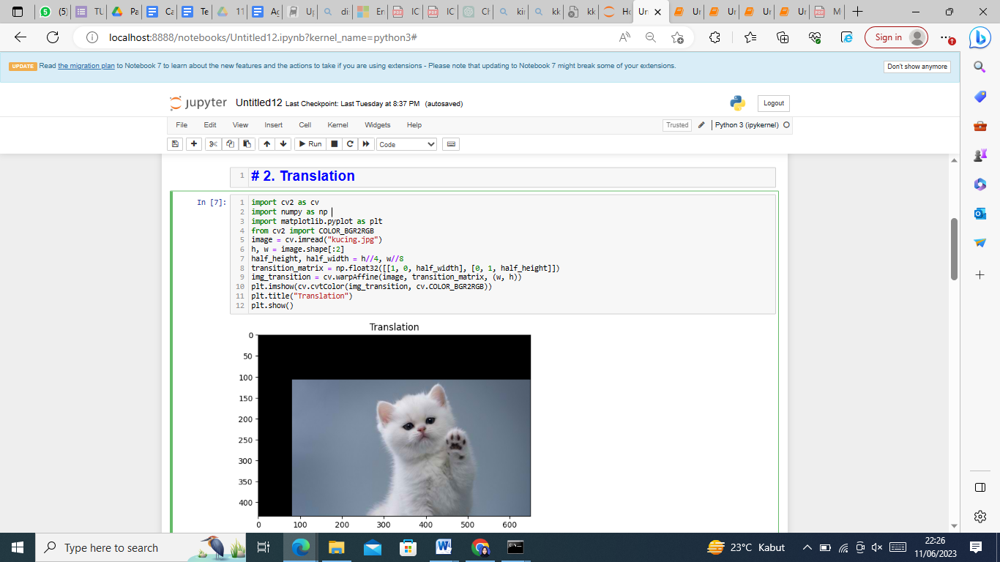 (5)
TU
Pa
Ca
Te
11
Ag
Up
di
En
IC
IC
Ch
kir
kk
kk
Ho
Un
Ur
Ur
Ur
Ur
M
localhost:8888/notebooks/Untitled12.ipynb?kernel_name=python3#
Sign in
UPDATE Read the migration plan to Notebook 7 to learn about the new features and the actions to take if you are using extensions - Please note that updating to Notebook 7 might break some of your extensions.
Don't show anymore
jupyter Untitled12 Last Checkpoint: Last Tuesday at 8:37 PM (autosaved)
Logout
File Edit View Insert Cell Kernel Widgets Help
Trusted Python 3 (ipykernel)
Run Code
1 # 2. Translation
In [7]:
1 import cv2 as cv
2 import numpy as np
3 import matplotlib.pyplot as plt
4 from cv2 import COLOR_BGR2RGB
5 image = cv.imread("kucing.jpg")
6 h, w = image.shape[:2]
7 half_height, half_width = h//4, w//8
8 transition_matrix = np.float32([[1, 0, half_width], [0, 1, half_height]])
9 img_transition = cv.warpAffine(image, transition_matrix, (w, h))
10 plt.imshow(cv.cvtColor(img_transition, cv.COLOR_BGR2RGB))
11 plt.title("Translation")
12 plt.show()
Translation
0
50
100
150
200
250
300
350
400
0 100 200 300 400 500 600
Type here to search
23°C Kabut
22:26
11/06/2023